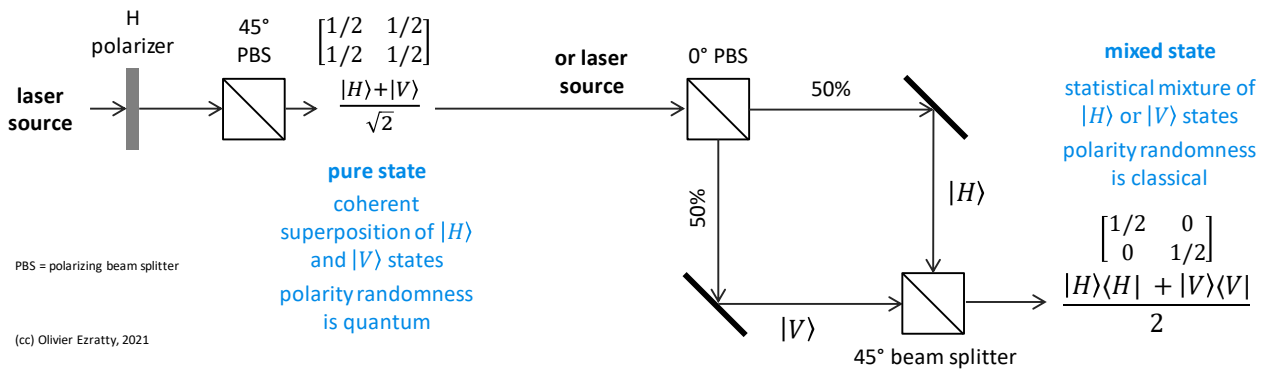 H
polarizer
laser
source
45°
PBS
[1/2 1/2]
[1/2 1/2]
|H⟩+|V⟩
√2
pure state
coherent
superposition of |H⟩
and |V⟩ states
polarity randomness
is quantum
PBS = polarizing beam splitter
(cc) Olivier Ezratty, 2021
or laser
source
0° PBS
50%
50%
|H⟩
|V⟩
45° beam splitter
mixed state
statistical mixture of
|H⟩ or |V⟩ states
polarity randomness
is classical
[1/2 0]
[0 1/2]
|H⟩⟨H| + |V⟩⟨V|
2